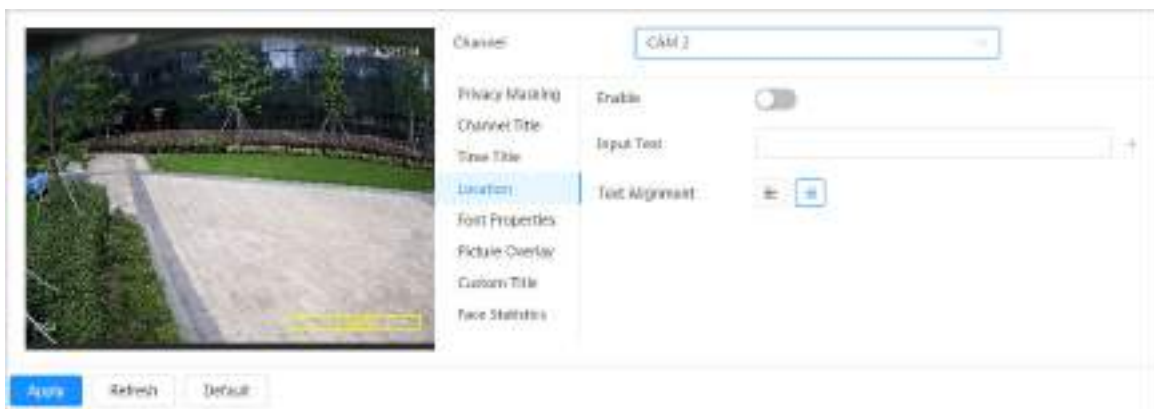 Channel
CAM 2
Privacy Masking
Channel Title
Time Title
Location
Font Properties
Picture Overlay
Custom Title
Face Statistics
Enable
Input Text
+
Text Alignment
Apply
Refresh
Default